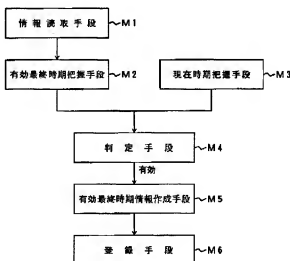 情報読取手段 M1
有効最終時期把握手段 M2
現在時期把握手段 M3
判定手段 M4
有効
有効最終時期情報作成手段 M5
登録手段 M6